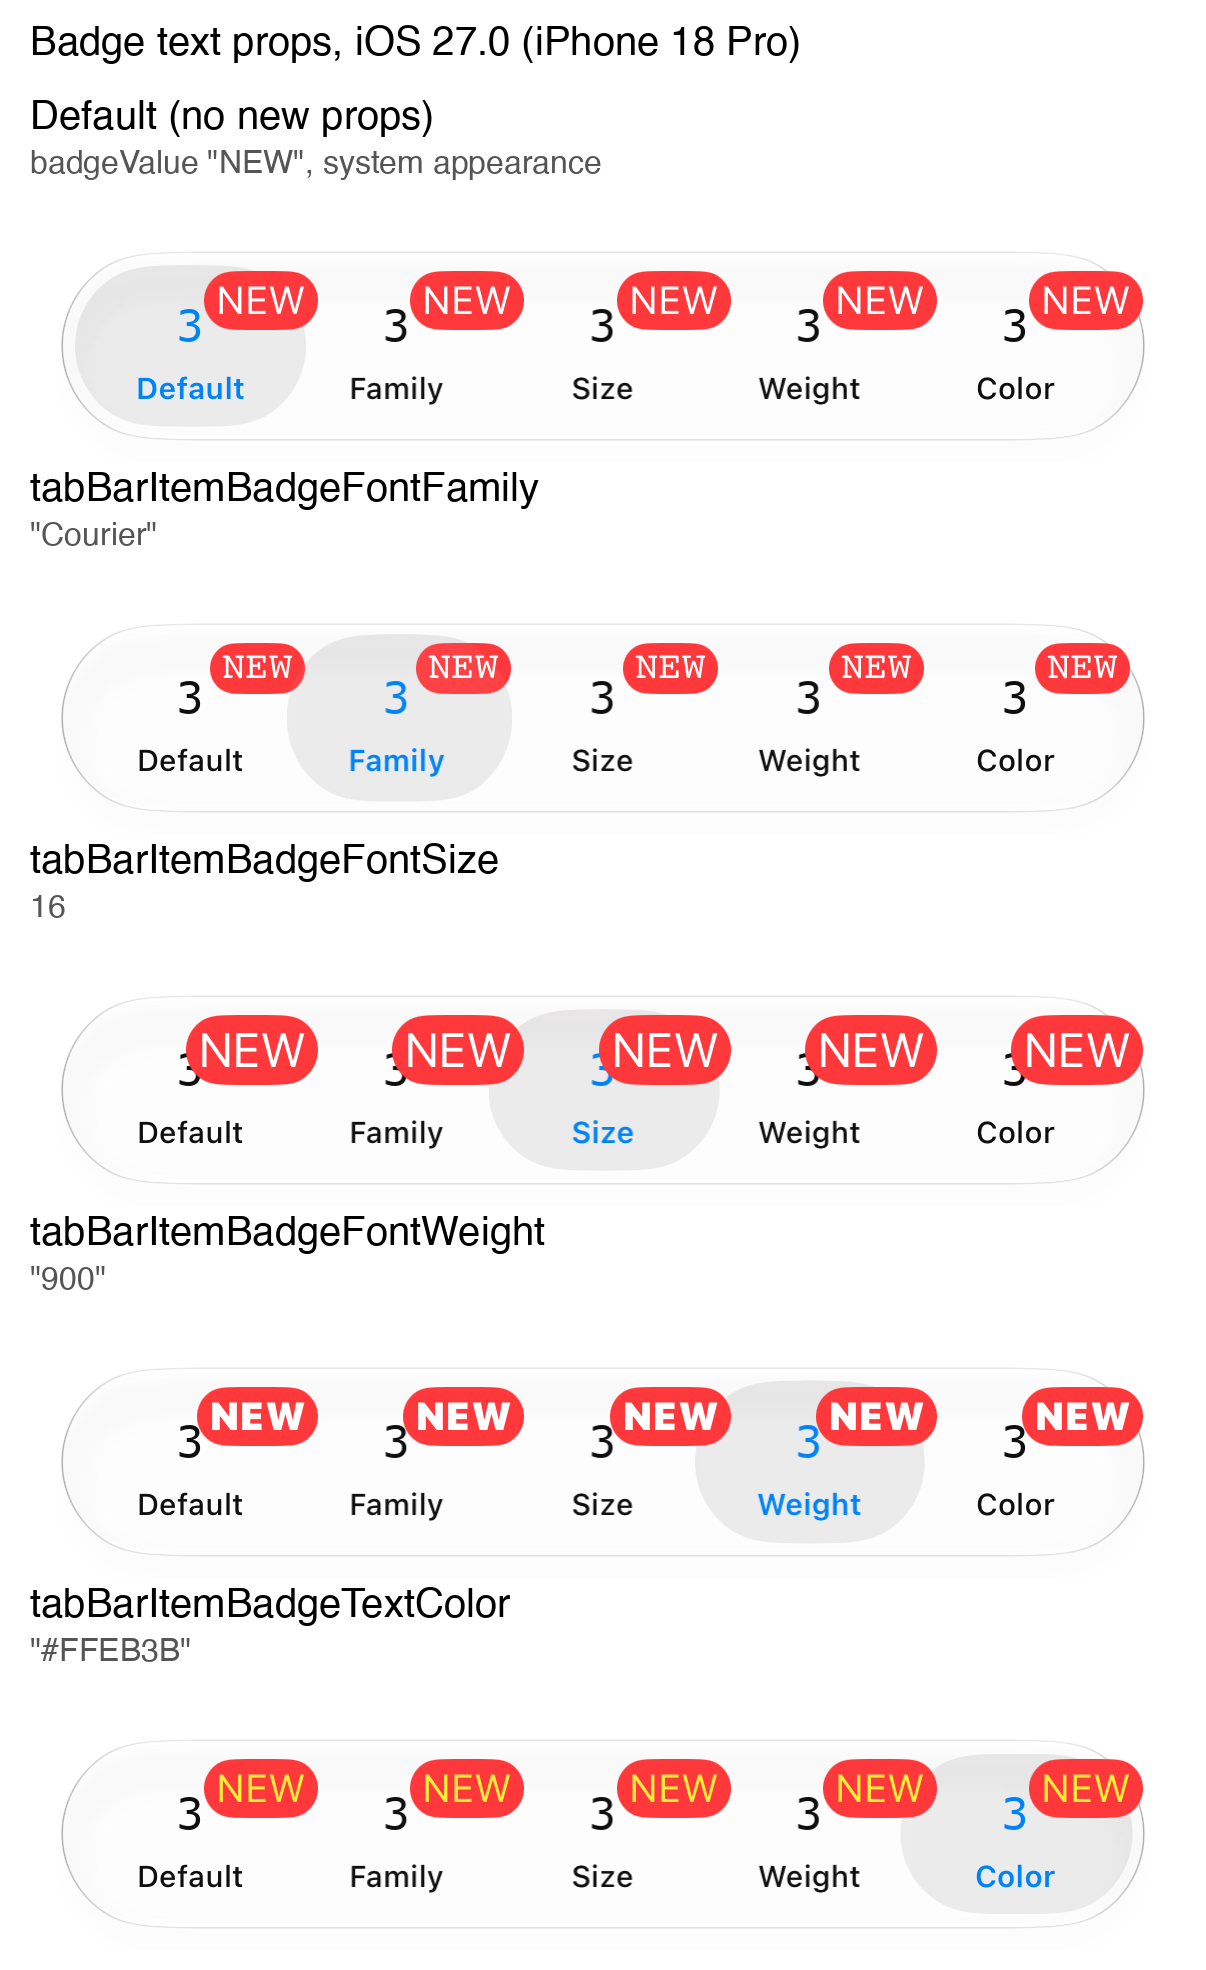 Badge text props, iOS 27.0 (iPhone 18 Pro)
Default (no new props)
badgeValue "NEW", system appearance
NEW NEW NEW NEW NEW
3 3 3 3 3
Default Family Size Weight Color
tabBarItemBadgeFontFamily
"Courier"
NEW NEW NEW NEW NEW
3 3 3 3 3
Default Family Size Weight Color
tabBarItemBadgeFontSize
16
NEW NEW NEW NEW NEW
3 3 3 3 3
Default Family Size Weight Color
tabBarItemBadgeFontWeight
"900"
NEW NEW NEW NEW NEW
3 3 3 3 3
Default Family Size Weight Color
tabBarItemBadgeTextColor
"#FFEB3B"
NEW NEW NEW NEW NEW
3 3 3 3 3
Default Family Size Weight Color